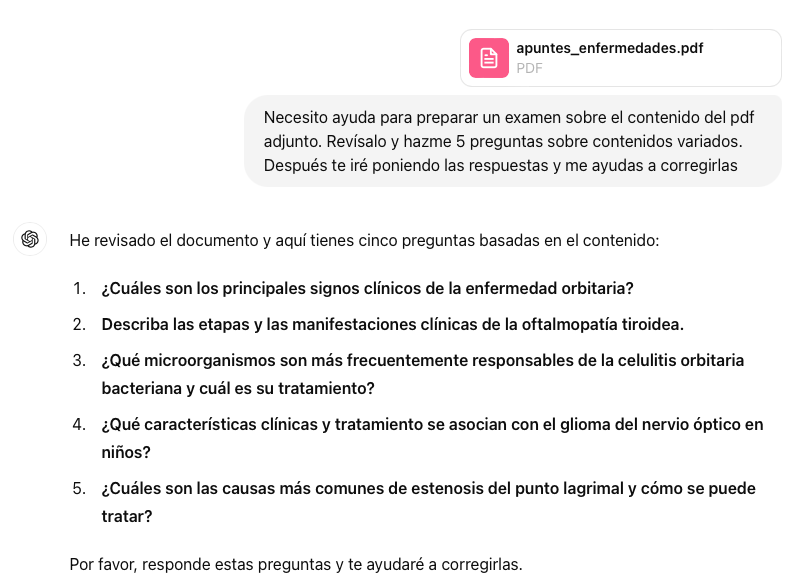 apuntes_enfermedades.pdf
PDF
Necesito ayuda para preparar un examen sobre el contenido del pdf
adjunto. Revísalo y hazme 5 preguntas sobre contenidos variados.
Después te iré poniendo las respuestas y me ayudas a corregirlas
He revisado el documento y aquí tienes cinco preguntas basadas en el contenido:
1. ¿Cuáles son los principales signos clínicos de la enfermedad orbitaria?
2. Describa las etapas y las manifestaciones clínicas de la oftalmopatía tiroidea.
3. ¿Qué microorganismos son más frecuentemente responsables de la celulitis orbitaria
bacteriana y cuál es su tratamiento?
4. ¿Qué características clínicas y tratamiento se asocian con el glioma del nervio óptico en
niños?
5. ¿Cuáles son las causas más comunes de estenosis del punto lagrimal y cómo se puede
tratar?
Por favor, responde estas preguntas y te ayudaré a corregirlas.